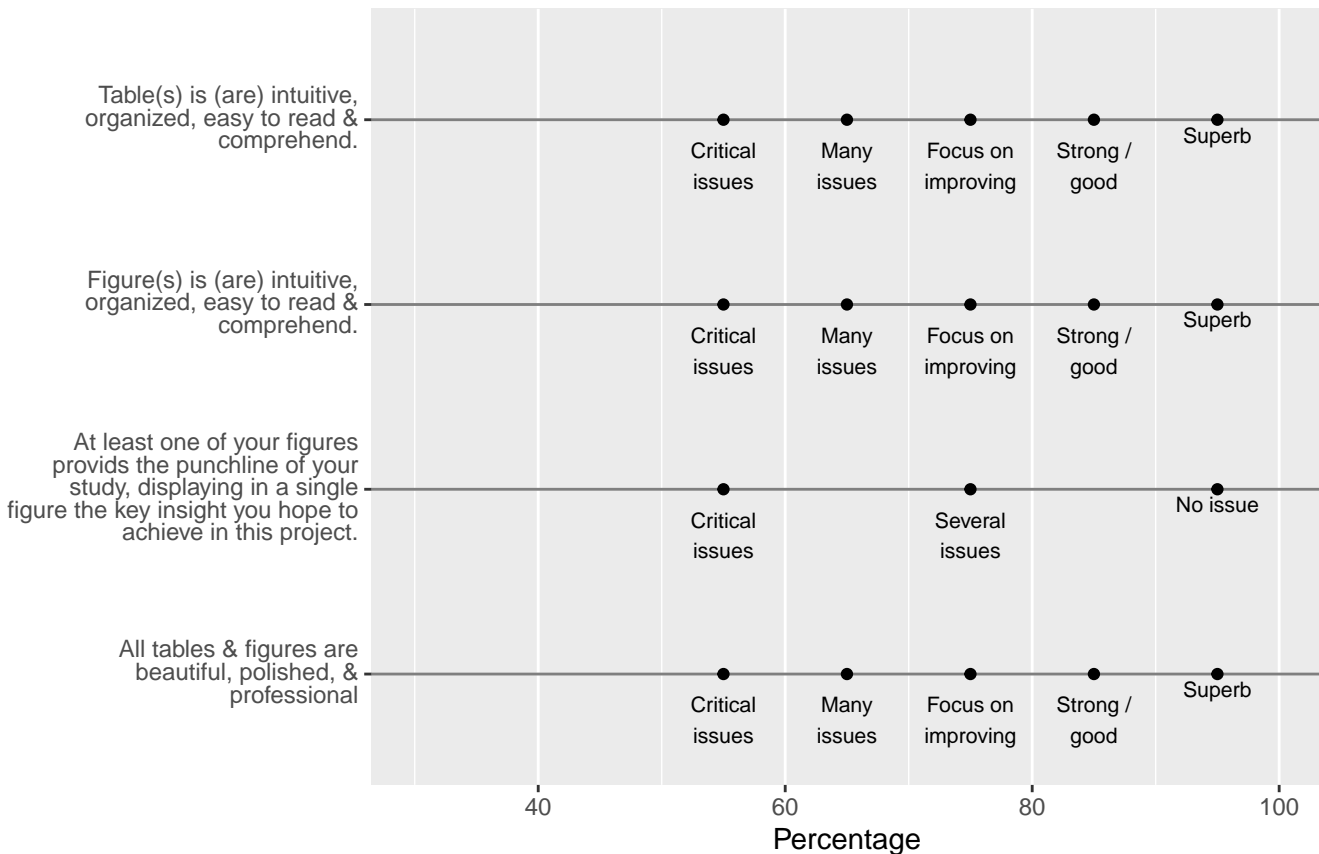 Table(s) is (are) intuitive,
organized, easy to read &
comprehend.
Critical
issues
Many
issues
Focus on
improving
Strong /
good
Superb
Figure(s) is (are) intuitive,
organized, easy to read &
comprehend.
Critical
issues
Many
issues
Focus on
improving
Strong /
good
Superb
At least one of your figures
provids the punchline of your
study, displaying in a single
figure the key insight you hope to
achieve in this project.
Critical
issues
Several
issues
No issue
All tables & figures are
beautiful, polished, &
professional
Critical
issues
Many
issues
Focus on
improving
Strong /
good
Superb
40
60
80
100
Percentage